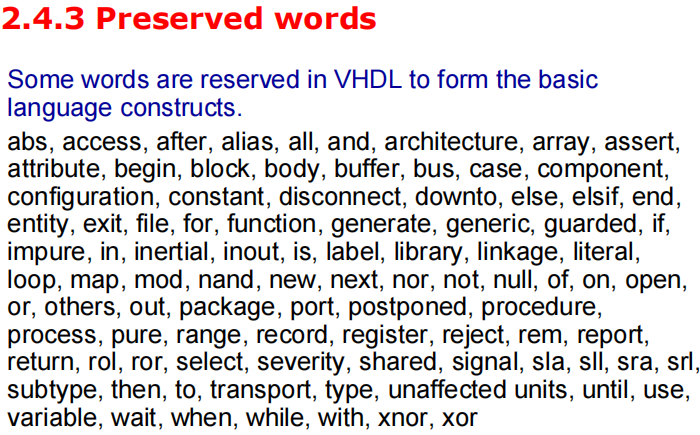 2.4.3 Preserved words
Some words are reserved in VHDL to form the basic
language constructs.
abs, access, after, alias, all, and, architecture, array, assert,
attribute, begin, block, body, buffer, bus, case, component,
configuration, constant, disconnect, downto, else, elsif, end,
entity, exit, file, for, function, generate, generic, guarded, if,
impure, in, inertial, inout, is, label, library, linkage, literal,
loop, map, mod, nand, new, next, nor, not, null, of, on, open,
or, others, out, package, port, postponed, procedure,
process, pure, range, record, register, reject, rem, report,
return, rol, ror, select, severity, shared, signal, sla, sll, sra, srl,
subtype, then, to, transport, type, unaffected units, until, use,
variable, wait, when, while, with, xnor, xor